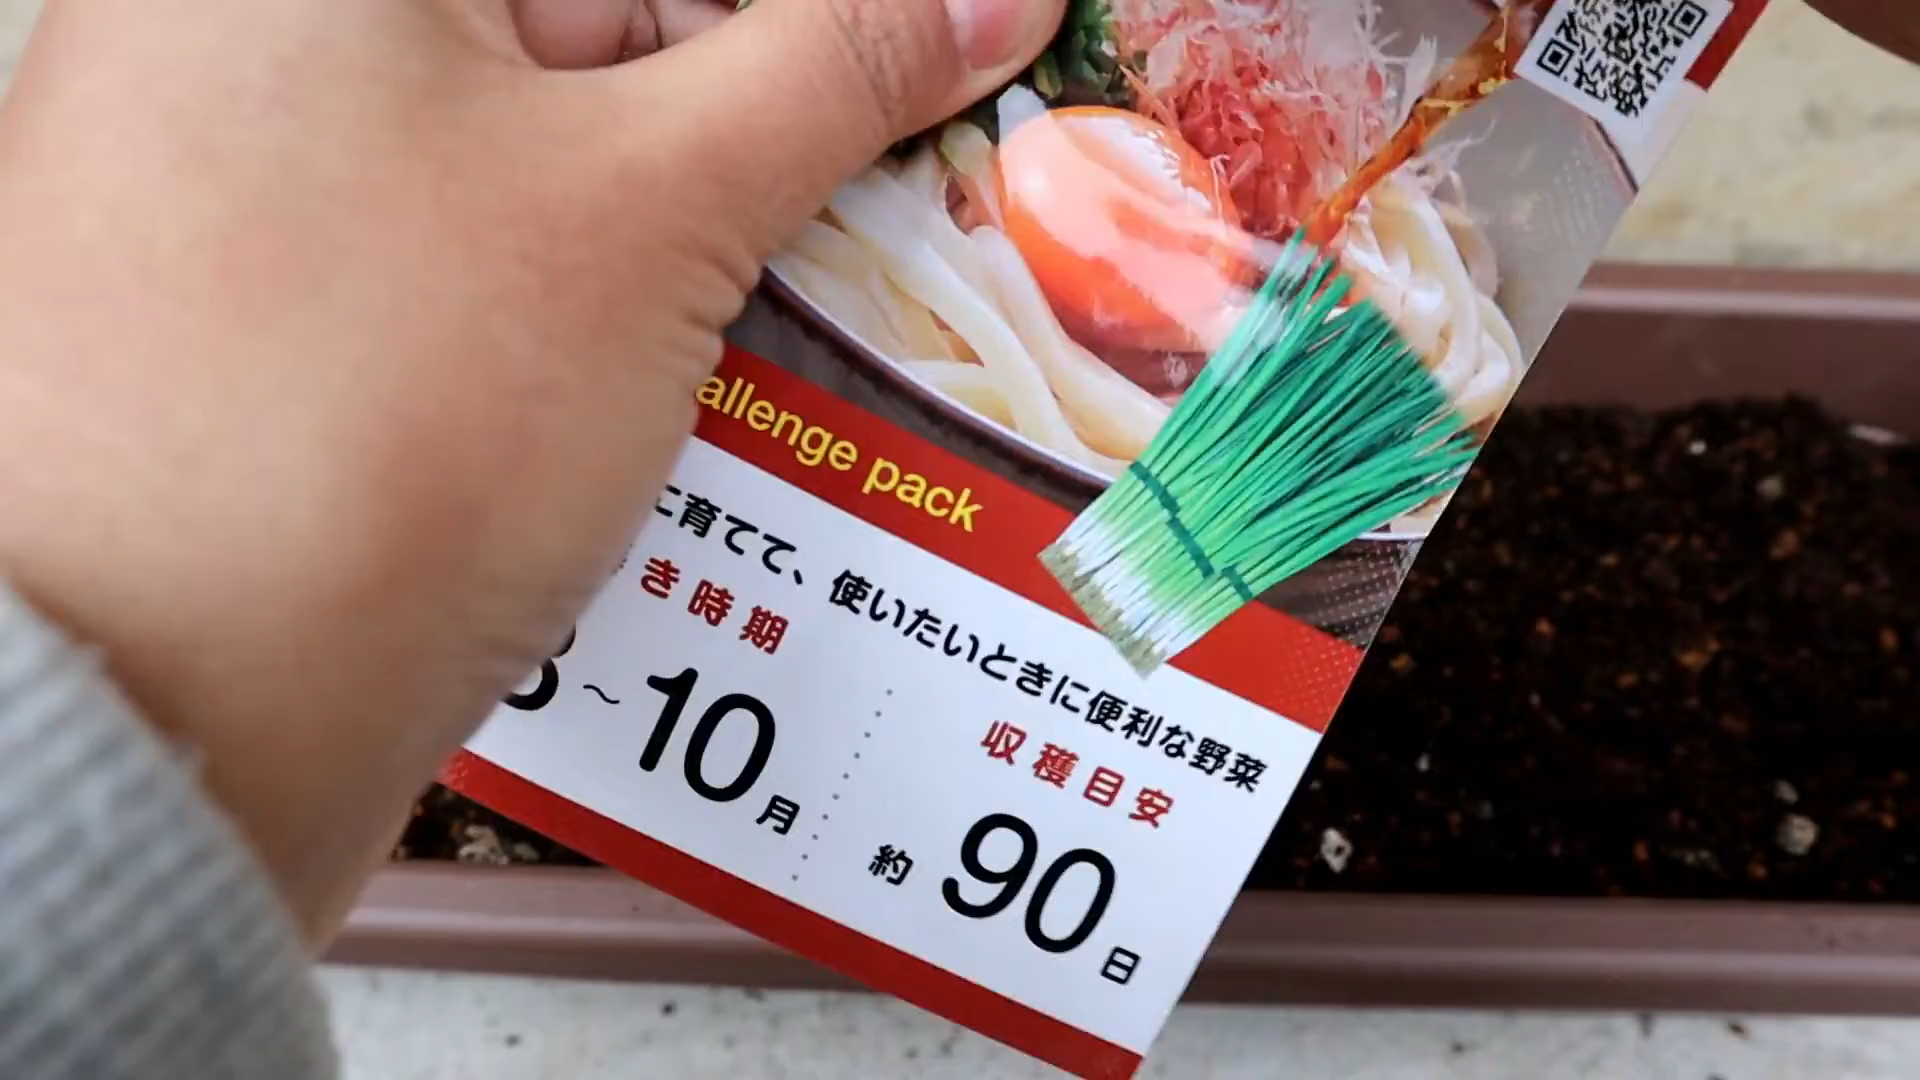 allenge pack
に育てて、使いたいときに便利な野菜
き時期
～10月
収穫目安
約90日